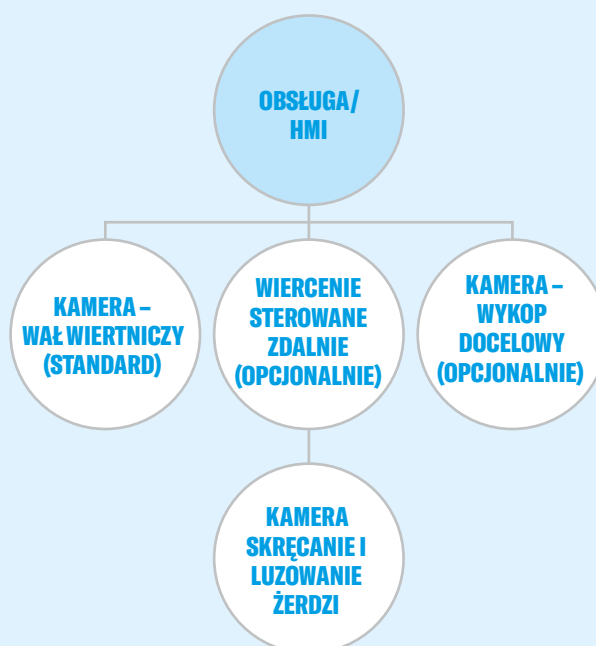 OBSŁUGA/
HMI
KAMERA –
WAŁ WIERTNICZY
(STANDARD)
WIERCENIE
STEROWANE
ZDALNIE
(OPCJONALNIE)
KAMERA –
WYKOP
DOCELOWY
(OPCJONALNIE)
KAMERA
SKRĘCANIE I
LUZOWANIE
ŻERDZI